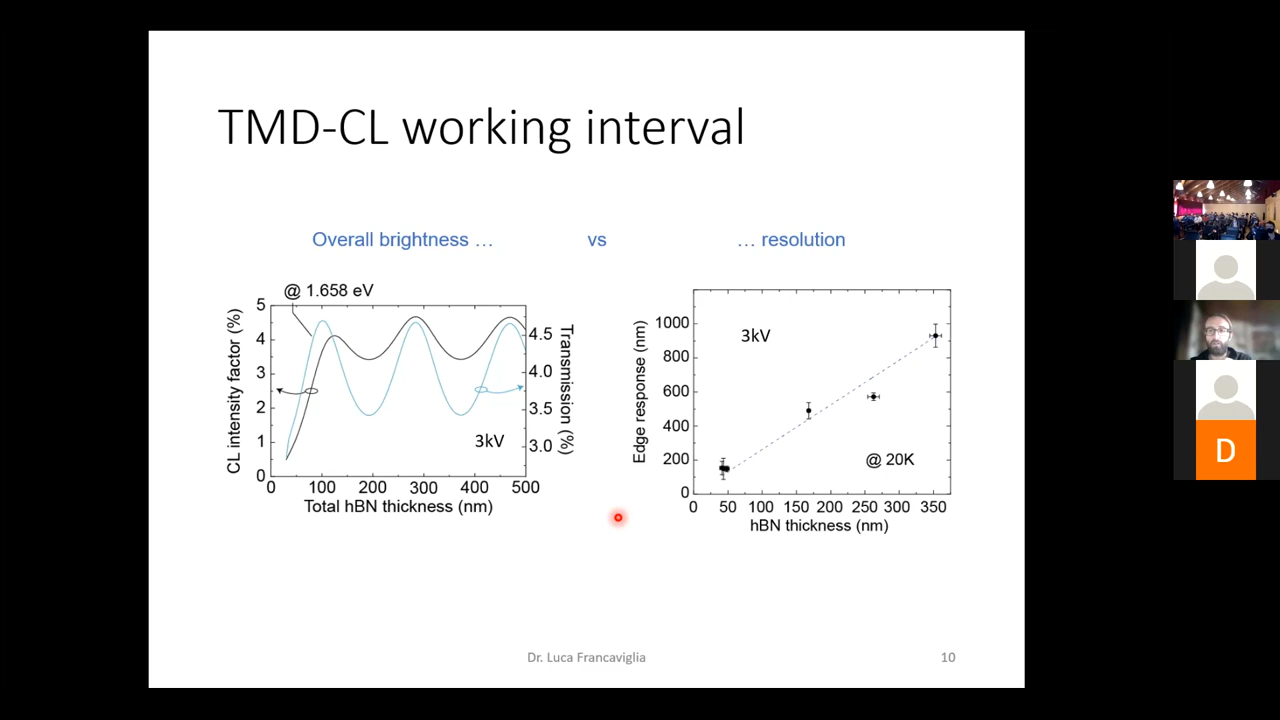 TMD-CL working interval
Overall brightness … vs … resolution
@ 1.658 eV
CL intensity factor (%)
5
4
3
2
1
0
Transmission (%)
4.5
4.0
3.5
3.0
3kV
0 100 200 300 400 500
Total hBN thickness (nm)
Edge response (nm)
1000
800
600
400
200
0
3kV
@ 20K
0 50 100 150 200 250 300 350
hBN thickness (nm)
Dr. Luca Francaviglia
10
D